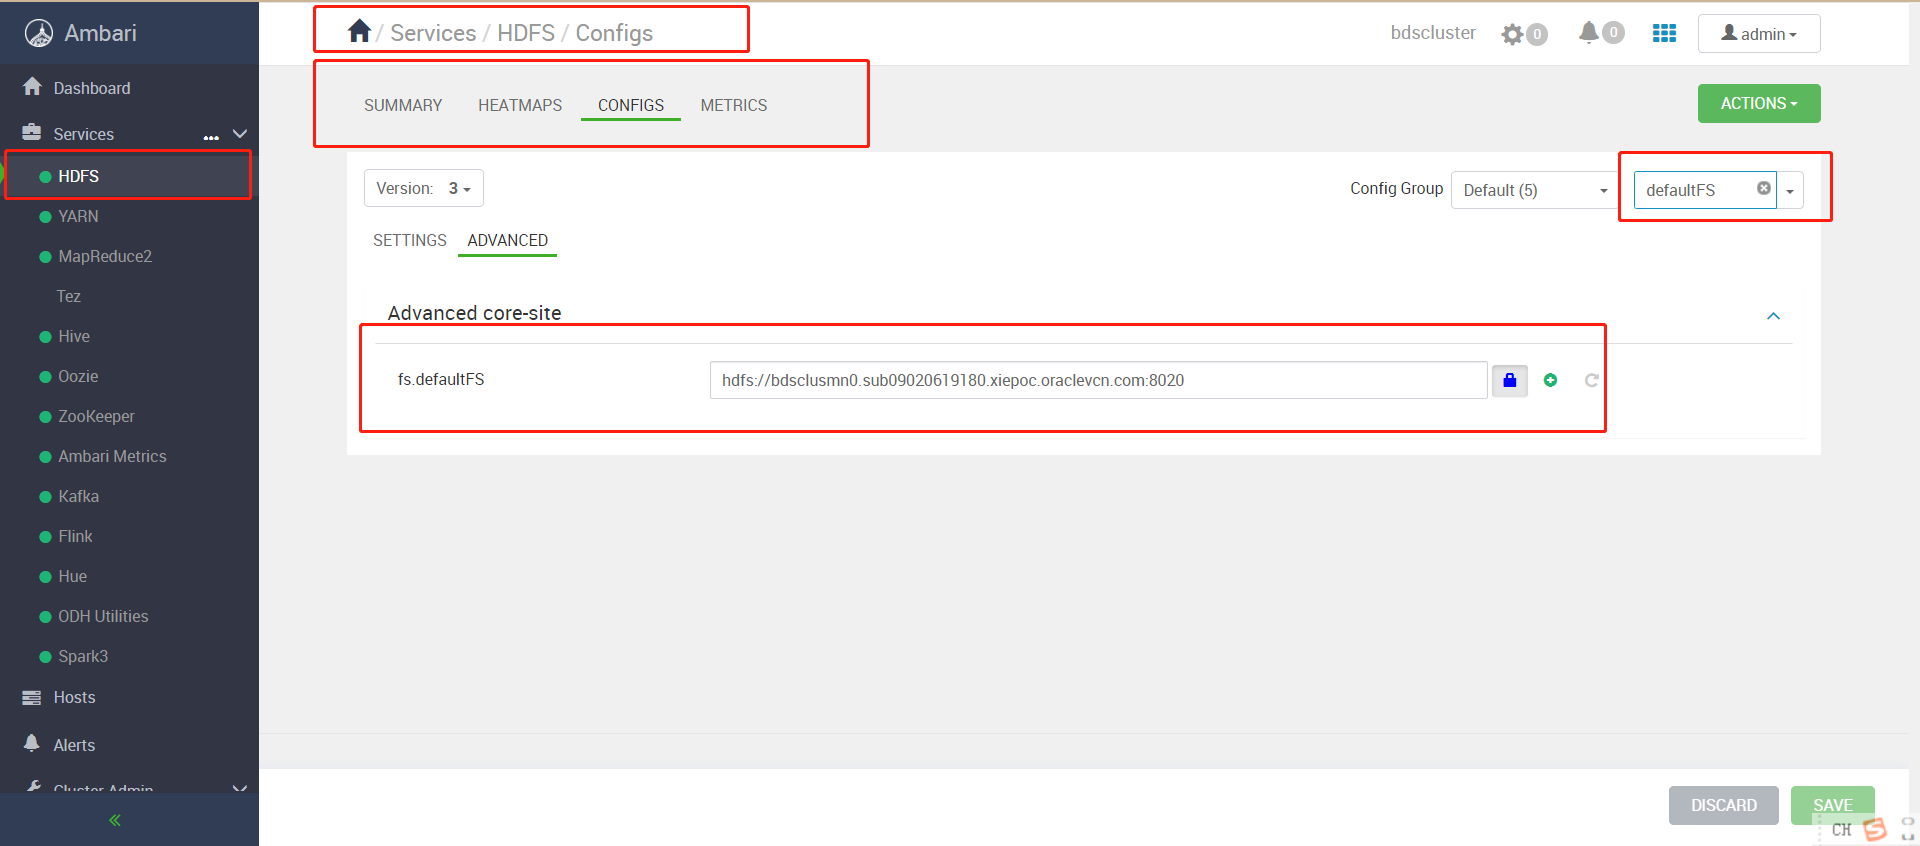 Ambari
/ Services / HDFS / Configs
bdscluster
0
0
admin
Dashboard
Services
HDFS
YARN
MapReduce2
Tez
Hive
Oozie
ZooKeeper
Ambari Metrics
Kafka
Flink
Hue
ODH Utilities
Spark3
Hosts
Alerts
Cluster Admin
SUMMARY HEATMAPS CONFIGS METRICS
ACTIONS
Version: 3
Config Group Default (5) defaultFS
SETTINGS ADVANCED
Advanced core-site
fs.defaultFS hdfs://bdsclusmn0.sub09020619180.xiepoc.oraclevcn.com:8020
DISCARD SAVE
CH S